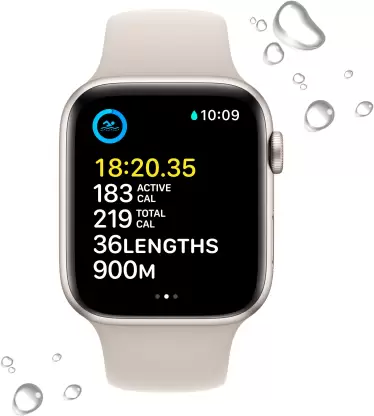 10:09
18:20.35
183 ACTIVE
CAL
219 TOTAL
CAL
36LENGTHS
900M